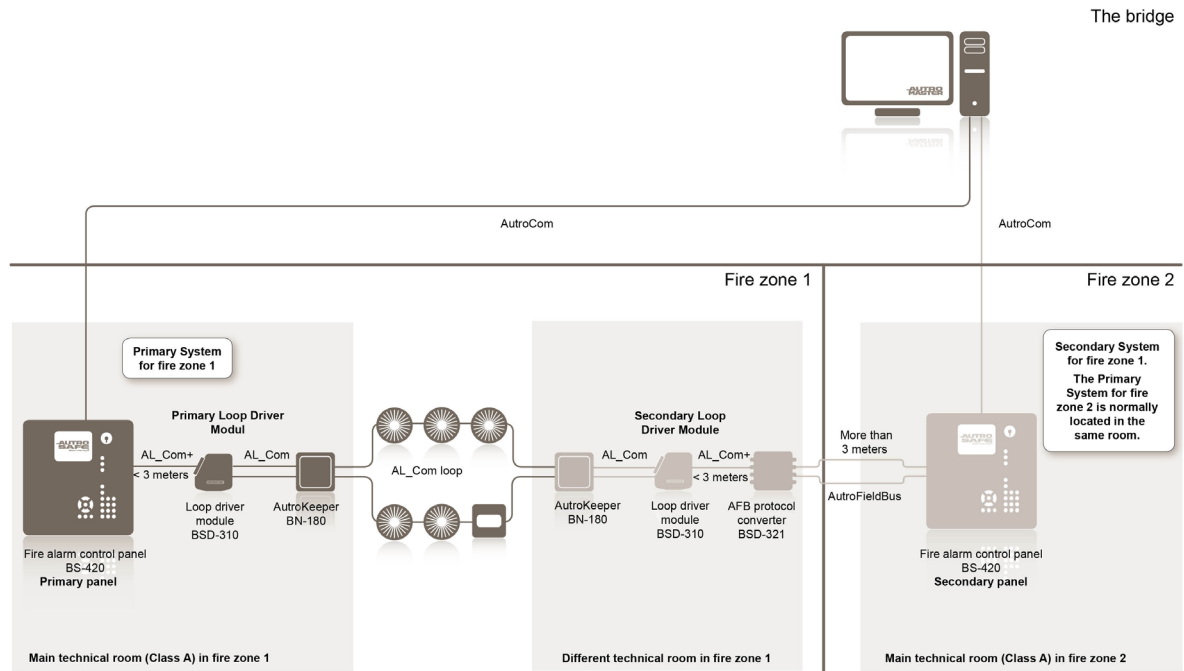 The bridge
AUTRO
MASTER
AutroCom
AutroCom
Fire zone 1
Fire zone 2
Primary System
for fire zone 1
Secondary System
for fire zone 1.
The Primary
System for fire
zone 2 is normally
located in the
same room.
Primary Loop Driver
Modul
Secondary Loop
Driver Module
AUTRO
SAFE
AL_Com+
< 3 meters
AL_Com
AL_Com loop
AL_Com
AL_Com+
< 3 meters
More than
3 meters
AutroFieldBus
AUTRO
SAFE
Loop driver
module
BSD-310
AutroKeeper
BN-180
AutroKeeper
BN-180
Loop driver
module
BSD-310
AFB protocol
converter
BSD-321
Fire alarm control panel
BS-420
Primary panel
Fire alarm control panel
BS-420
Secondary panel
Main technical room (Class A) in fire zone 1
Different technical room in fire zone 1
Main technical room (Class A) in fire zone 2